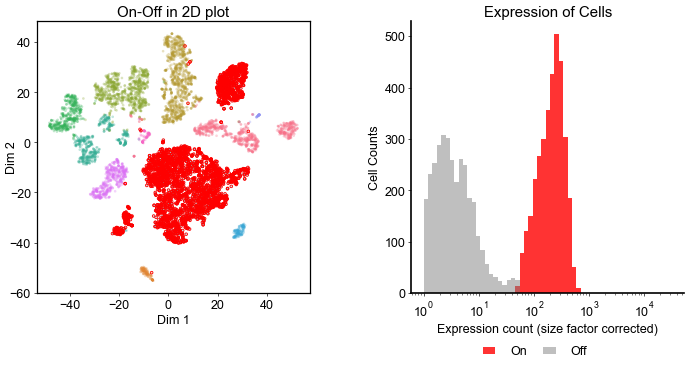 On-Off in 2D plot
Dim 2
40
20
0
−20
−40
−60
−40
−20
0
20
40
Dim 1
Expression of Cells
Cell Counts
500
400
300
200
100
0
10^0
10^1
10^2
10^3
10^4
Expression count (size factor corrected)
On
Off